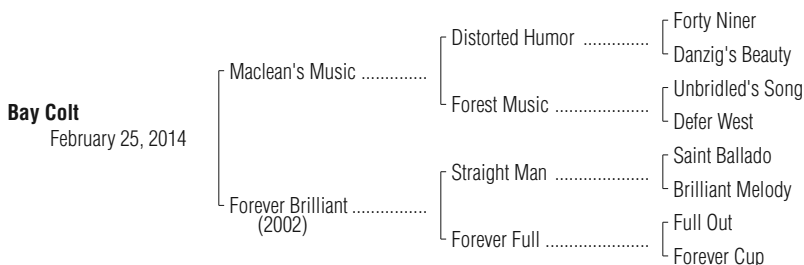 Forty Niner
Distorted Humor ..............
Danzig's Beauty
Maclean's Music ..............
Unbridled's Song
Bay Colt
Forest Music ....................
February 25, 2014
Defer West
Saint Ballado
Straight Man ....................
Forever Brilliant ................
Brilliant Melody
(2002)
Full Out
Forever Full ......................
Forever Cup